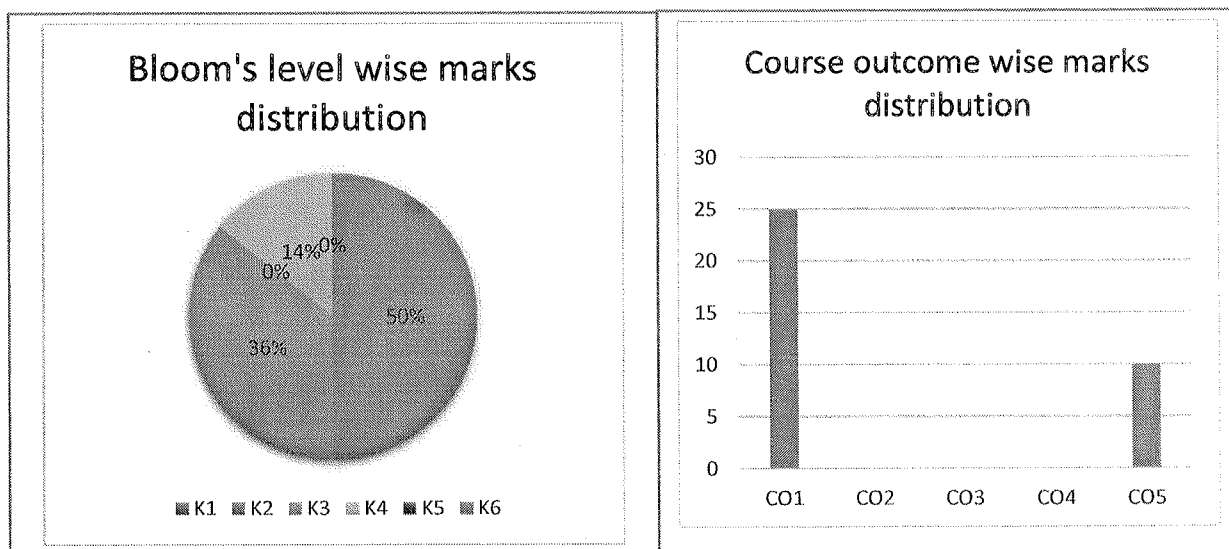 Bloom's level wise marks
distribution
14%
0%
0%
50%
36%
K1 K2 K3 K4 K5 K6
Course outcome wise marks
distribution
30
25
20
15
10
5
0
CO1 CO2 CO3 CO4 CO5